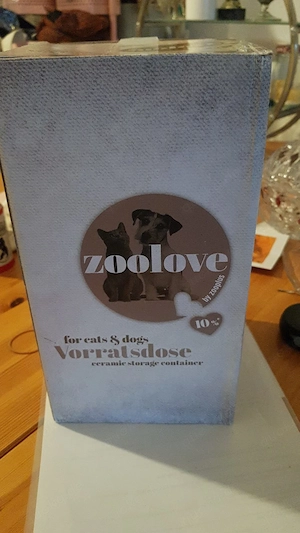 zoolove
by zooplus
10%*
for cats & dogs
Vorratsdose
ceramic storage container